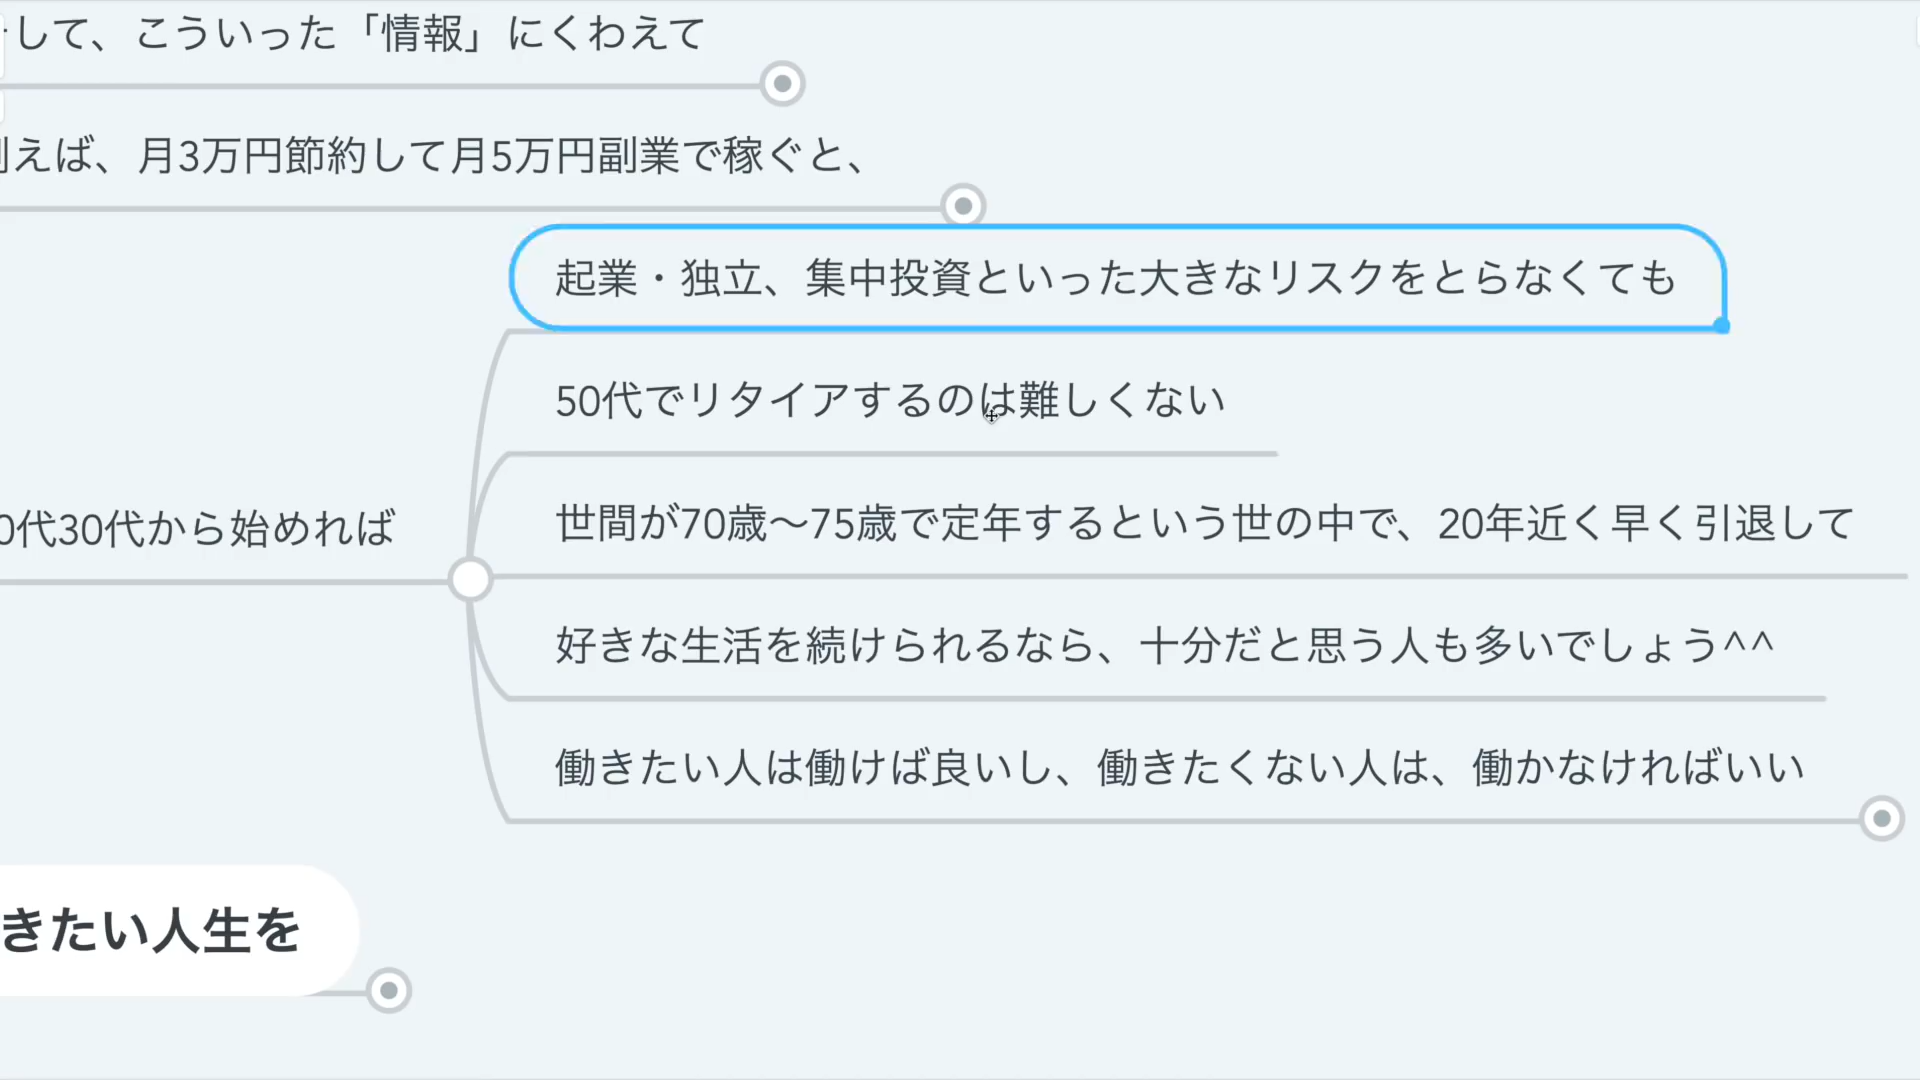 して、こういった「情報」にくわえて
えば、月3万円節約して月5万円副業で稼ぐと、
起業・独立、集中投資といった大きなリスクをとらなくても
50代でリタイアするのは難しくない
世間が70歳〜75歳で定年するという世の中で、20年近く早く引退して
0代30代から始めれば
好きな生活を続けられるなら、十分だと思う人も多いでしょう^^
働きたい人は働けば良いし、働きたくない人は、働かなければいい
きたい人生を